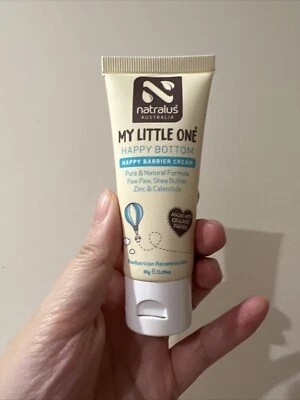 natralus
AUSTRALIA
MY LITTLE ONE
HAPPY BOTTOM
NAPPY BARRIER CREAM
Pure & Natural Formula
Paw Paw, Shea Butter,
Zinc & Calendula
MADE WITH
ORGANIC
Paediatrician Recommended